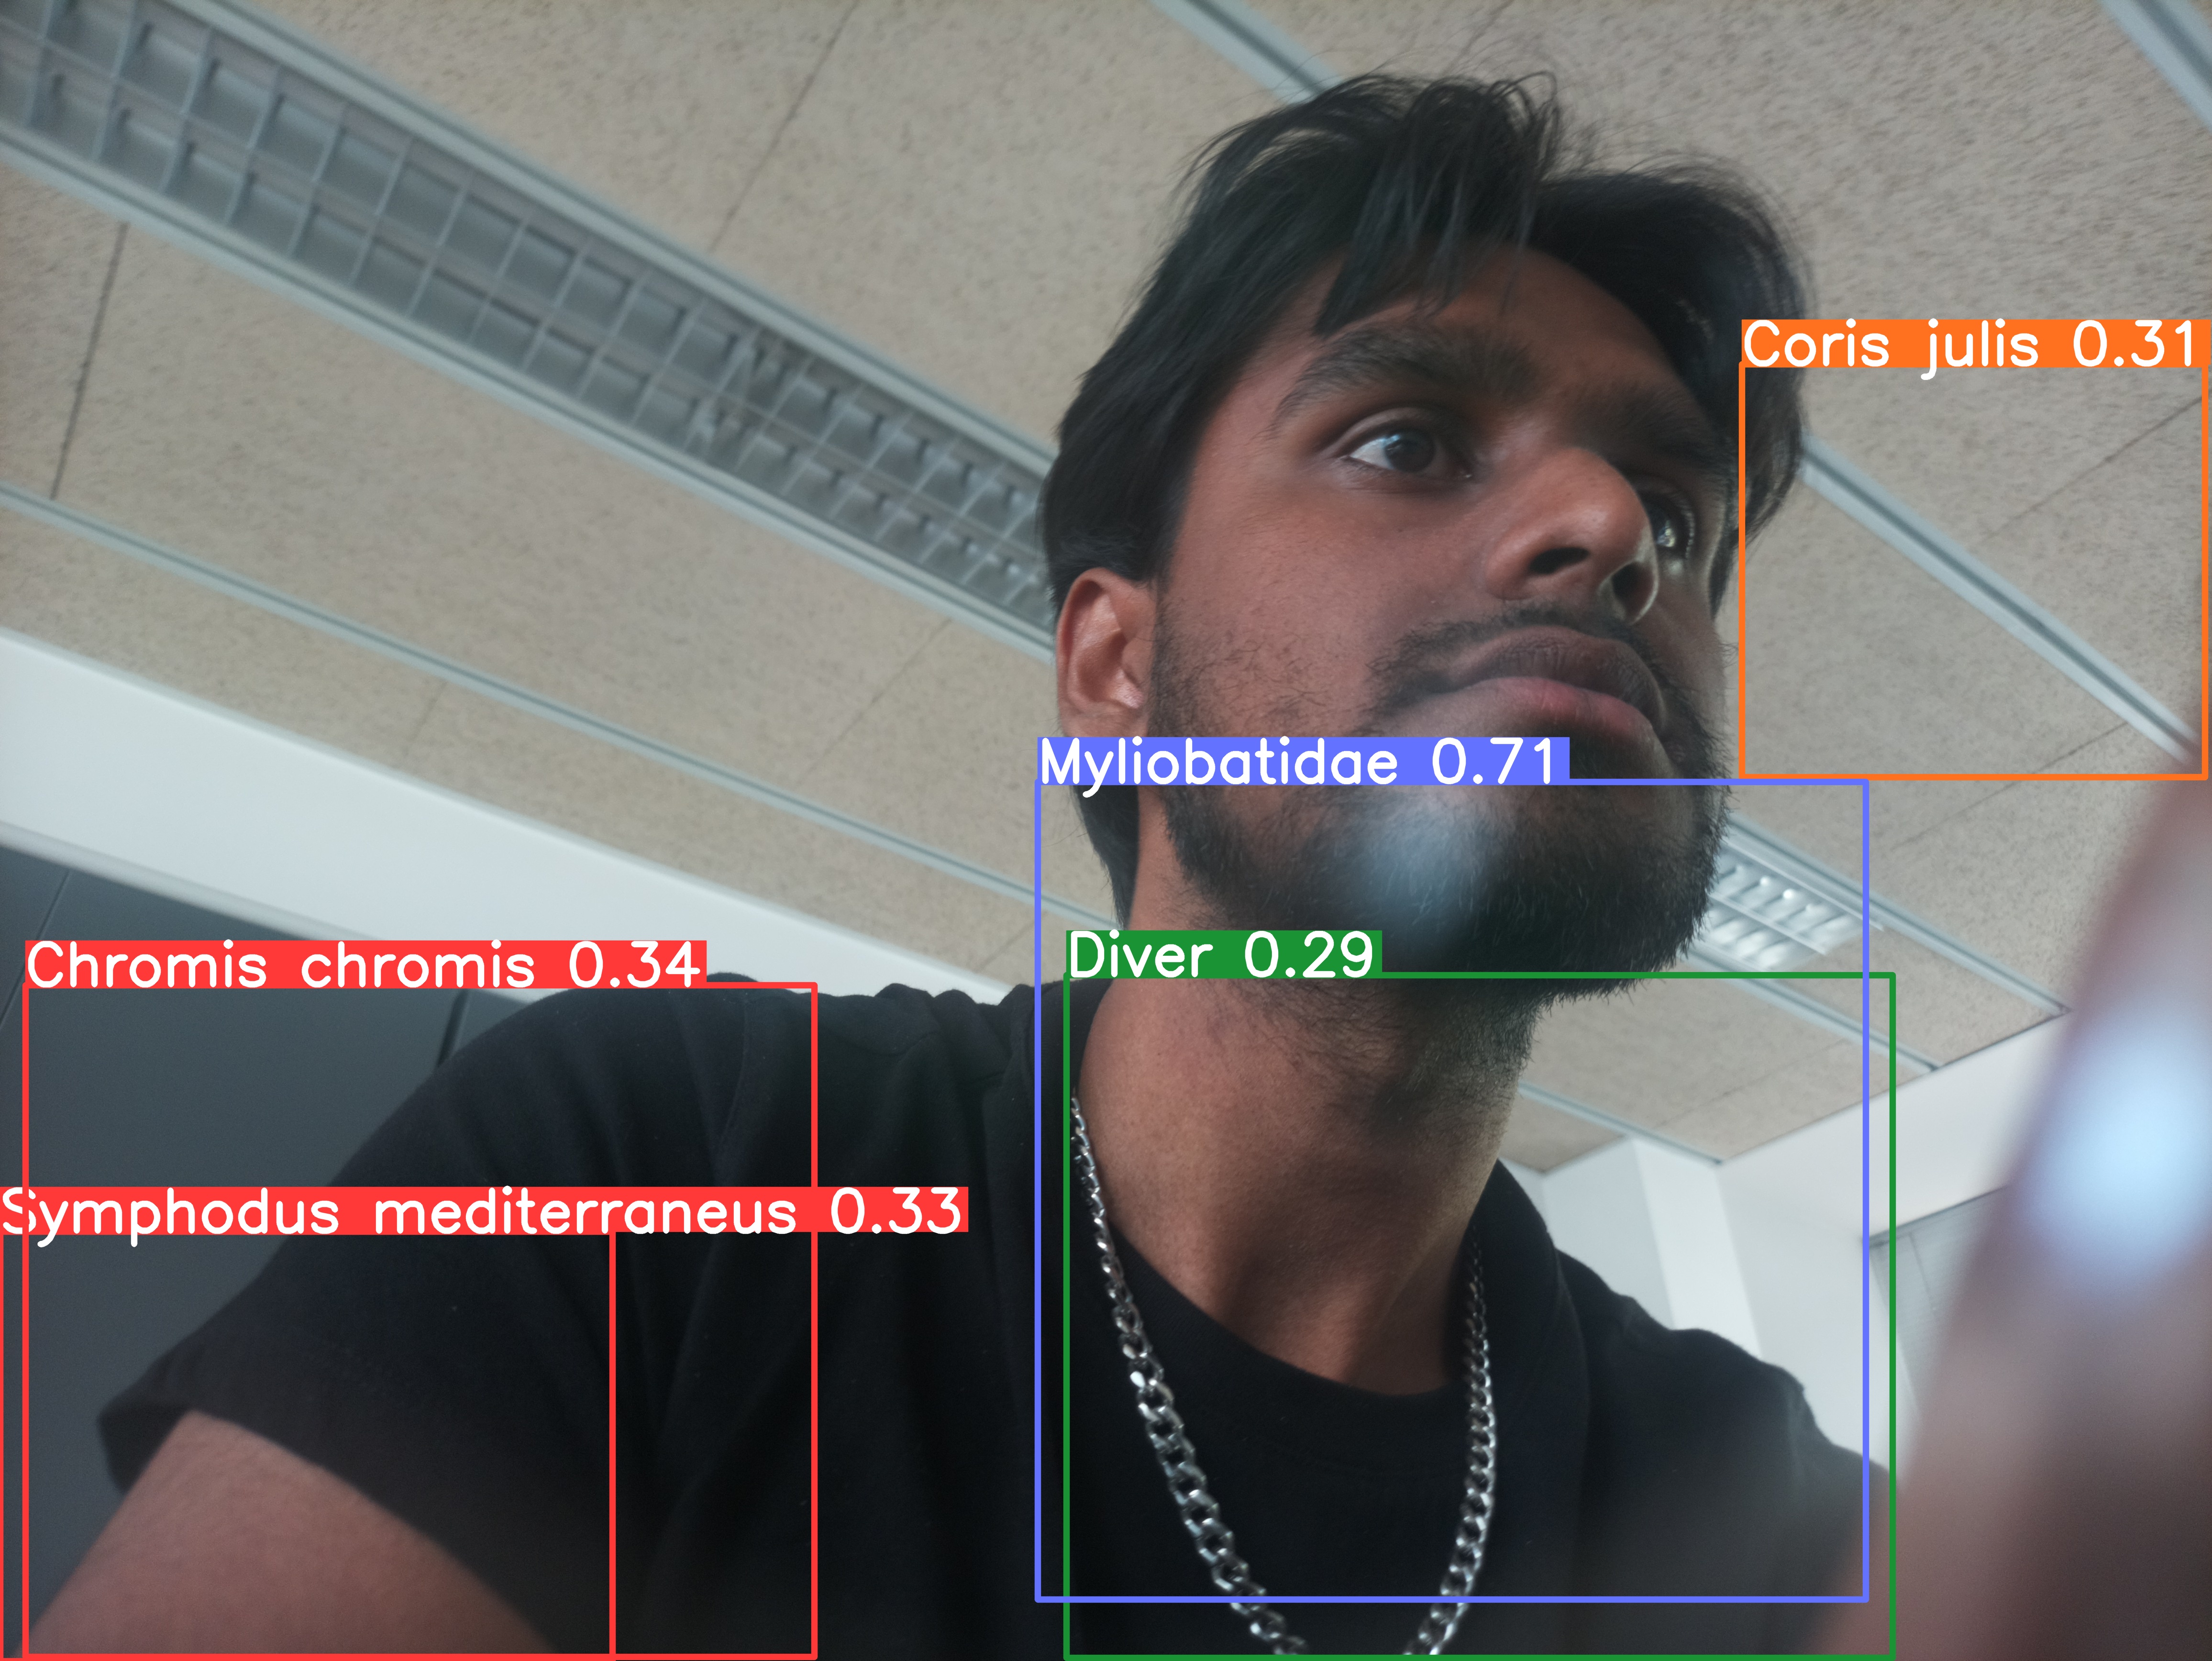 Coris julis 0.31
Myliobatidae 0.71
Diver 0.29
Chromis chromis 0.34
Symphodus mediterraneus 0.33